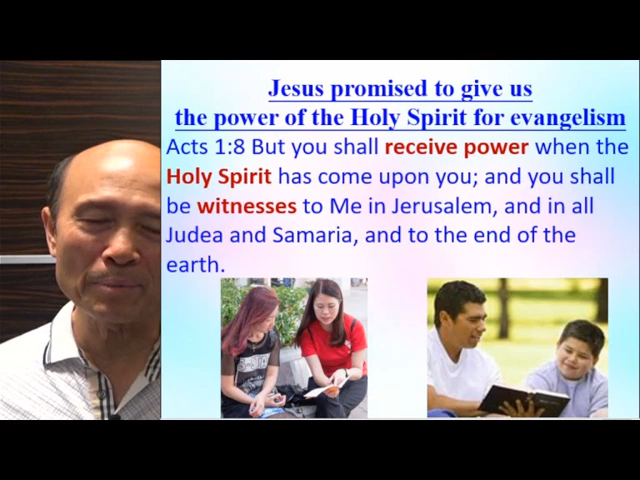 Jesus promised to give us
the power of the Holy Spirit for evangelism
Acts 1:8 But you shall receive power when the
Holy Spirit has come upon you; and you shall
be witnesses to Me in Jerusalem, and in all
Judea and Samaria, and to the end of the
earth.